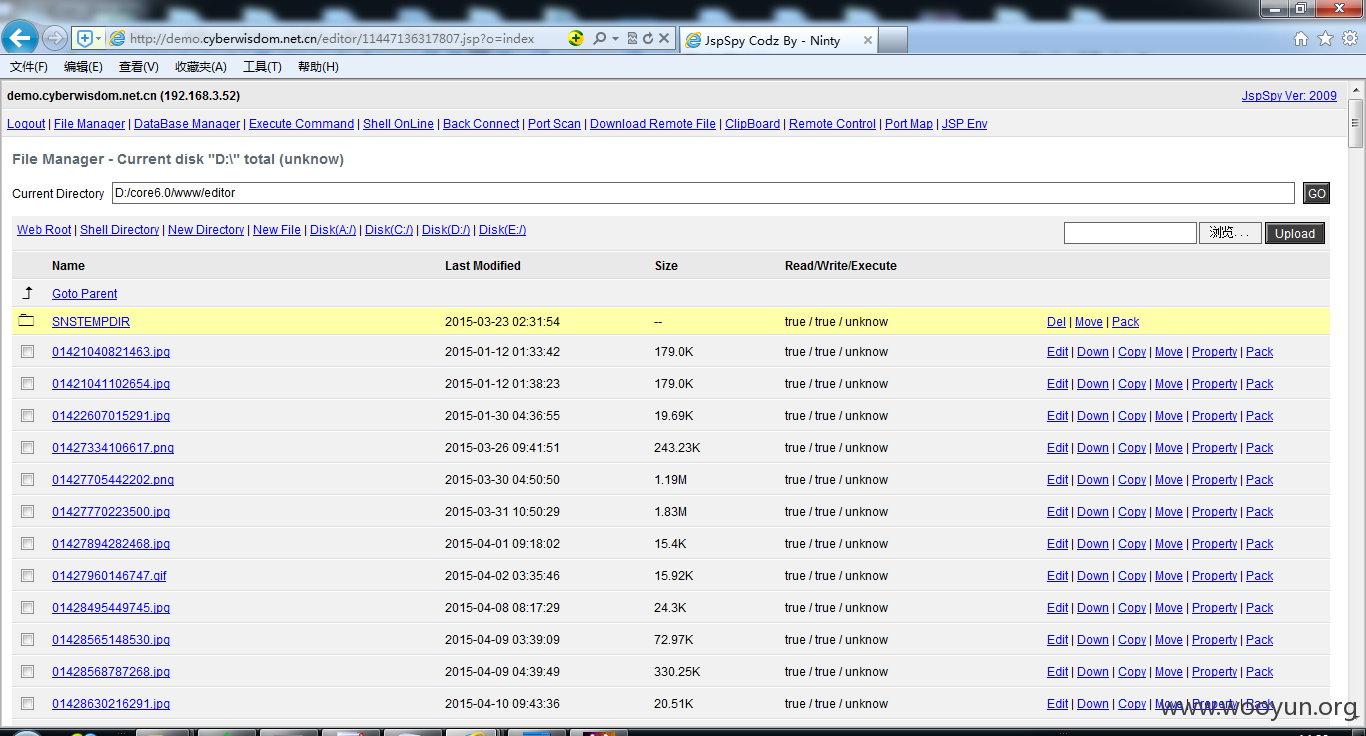 http://demo.cyberwisdom.net.cn/editor/11447136317807.jsp?o=index
JspSpy Codz By - Ninty
文件(F) 编辑(E) 查看(V) 收藏夹(A) 工具(T) 帮助(H)
demo.cyberwisdom.net.cn (192.168.3.52) JspSpy Ver: 2009
Logout | File Manager | DataBase Manager | Execute Command | Shell OnLine | Back Connect | Port Scan | Download Remote File | ClipBoard | Remote Control | Port Map | JSP Env
File Manager - Current disk "D:\" total (unknow)
Current Directory D:/core6.0/www/editor GO
Web Root | Shell Directory | New Directory | New File | Disk(A:/) | Disk(C:/) | Disk(D:/) | Disk(E:/) 浏览... Upload
Name Last Modified Size Read/Write/Execute
Goto Parent
SNSTEMPDIR 2015-03-23 02:31:54 -- true / true / unknow Del | Move | Pack
01421040821463.jpg 2015-01-12 01:33:42 179.0K true / true / unknow Edit | Down | Copy | Move | Property | Pack
01421041102654.jpg 2015-01-12 01:38:23 179.0K true / true / unknow Edit | Down | Copy | Move | Property | Pack
01422607015291.jpg 2015-01-30 04:36:55 19.69K true / true / unknow Edit | Down | Copy | Move | Property | Pack
01427334106617.png 2015-03-26 09:41:51 243.23K true / true / unknow Edit | Down | Copy | Move | Property | Pack
01427705442202.png 2015-03-30 04:50:50 1.19M true / true / unknow Edit | Down | Copy | Move | Property | Pack
01427770223500.jpg 2015-03-31 10:50:29 1.83M true / true / unknow Edit | Down | Copy | Move | Property | Pack
01427894282468.jpg 2015-04-01 09:18:02 15.4K true / true / unknow Edit | Down | Copy | Move | Property | Pack
01427960146747.gif 2015-04-02 03:35:46 15.92K true / true / unknow Edit | Down | Copy | Move | Property | Pack
01428495449745.jpg 2015-04-08 08:17:29 24.3K true / true / unknow Edit | Down | Copy | Move | Property | Pack
01428565148530.jpg 2015-04-09 03:39:09 72.97K true / true / unknow Edit | Down | Copy | Move | Property | Pack
01428568787268.jpg 2015-04-09 04:39:49 330.25K true / true / unknow Edit | Down | Copy | Move | Property | Pack
01428630216291.jpg 2015-04-10 09:43:36 20.51K true / true / unknow Edit | Down | Copy | Move | Property | Pack
www.wooyun.org